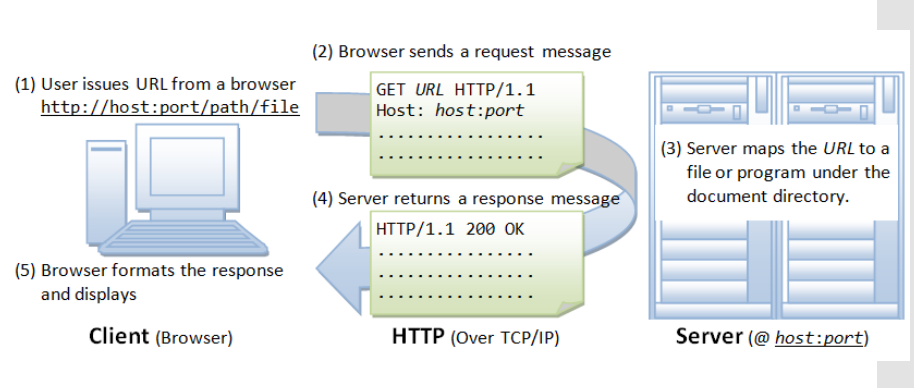 (1) User issues URL from a browser
http://host:port/path/file
(2) Browser sends a request message
GET URL HTTP/1.1
Host: host:port
..................
..................
(3) Server maps the URL to a
file or program under the
document directory.
(4) Server returns a response message
HTTP/1.1 200 OK
.................
.................
.................
(5) Browser formats the response
and displays
Client (Browser)
HTTP (Over TCP/IP)
Server (@ host:port)